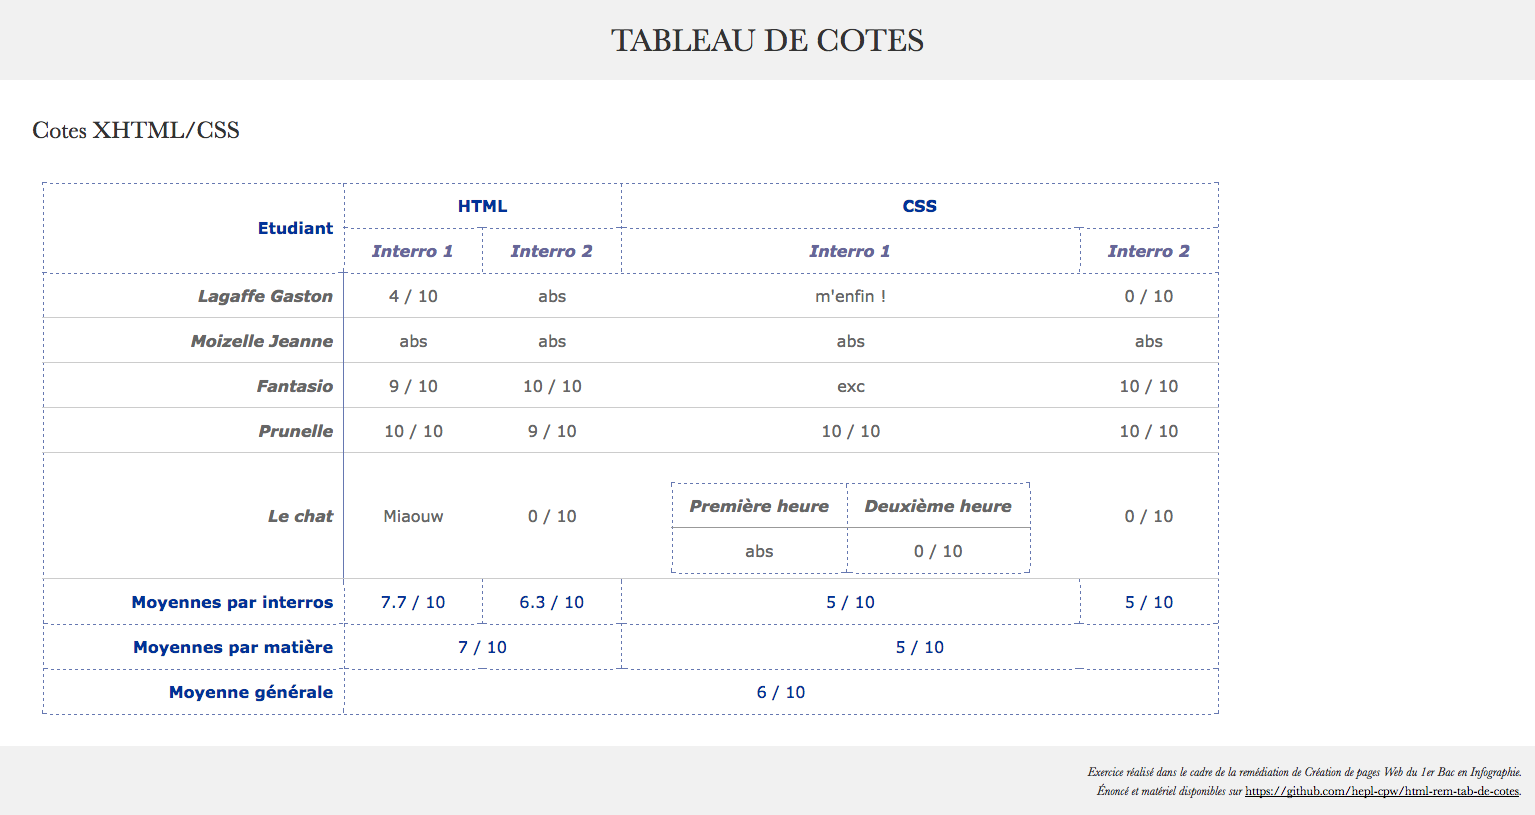 TABLEAU DE COTES
Cotes XHTML/CSS
Etudiant HTML CSS
Interro 1 Interro 2 Interro 1 Interro 2
Lagaffe Gaston 4 / 10 abs m'enfin ! 0 / 10
Moizelle Jeanne abs abs abs abs
Fantasio 9 / 10 10 / 10 exc 10 / 10
Prunelle 10 / 10 9 / 10 10 / 10 10 / 10
Première heure Deuxième heure
Le chat Miaouw 0 / 10 0 / 10
abs 0 / 10
Moyennes par interros 7.7 / 10 6.3 / 10 5 / 10 5 / 10
Moyennes par matière 7 / 10 5 / 10
Moyenne générale 6 / 10
Exercice réalisé dans le cadre de la remédiation de Création de pages Web du 1er Bac en Infographie.
Énoncé et matériel disponibles sur https://github.com/hepl-cpw/html-rem-tab-de-cotes.